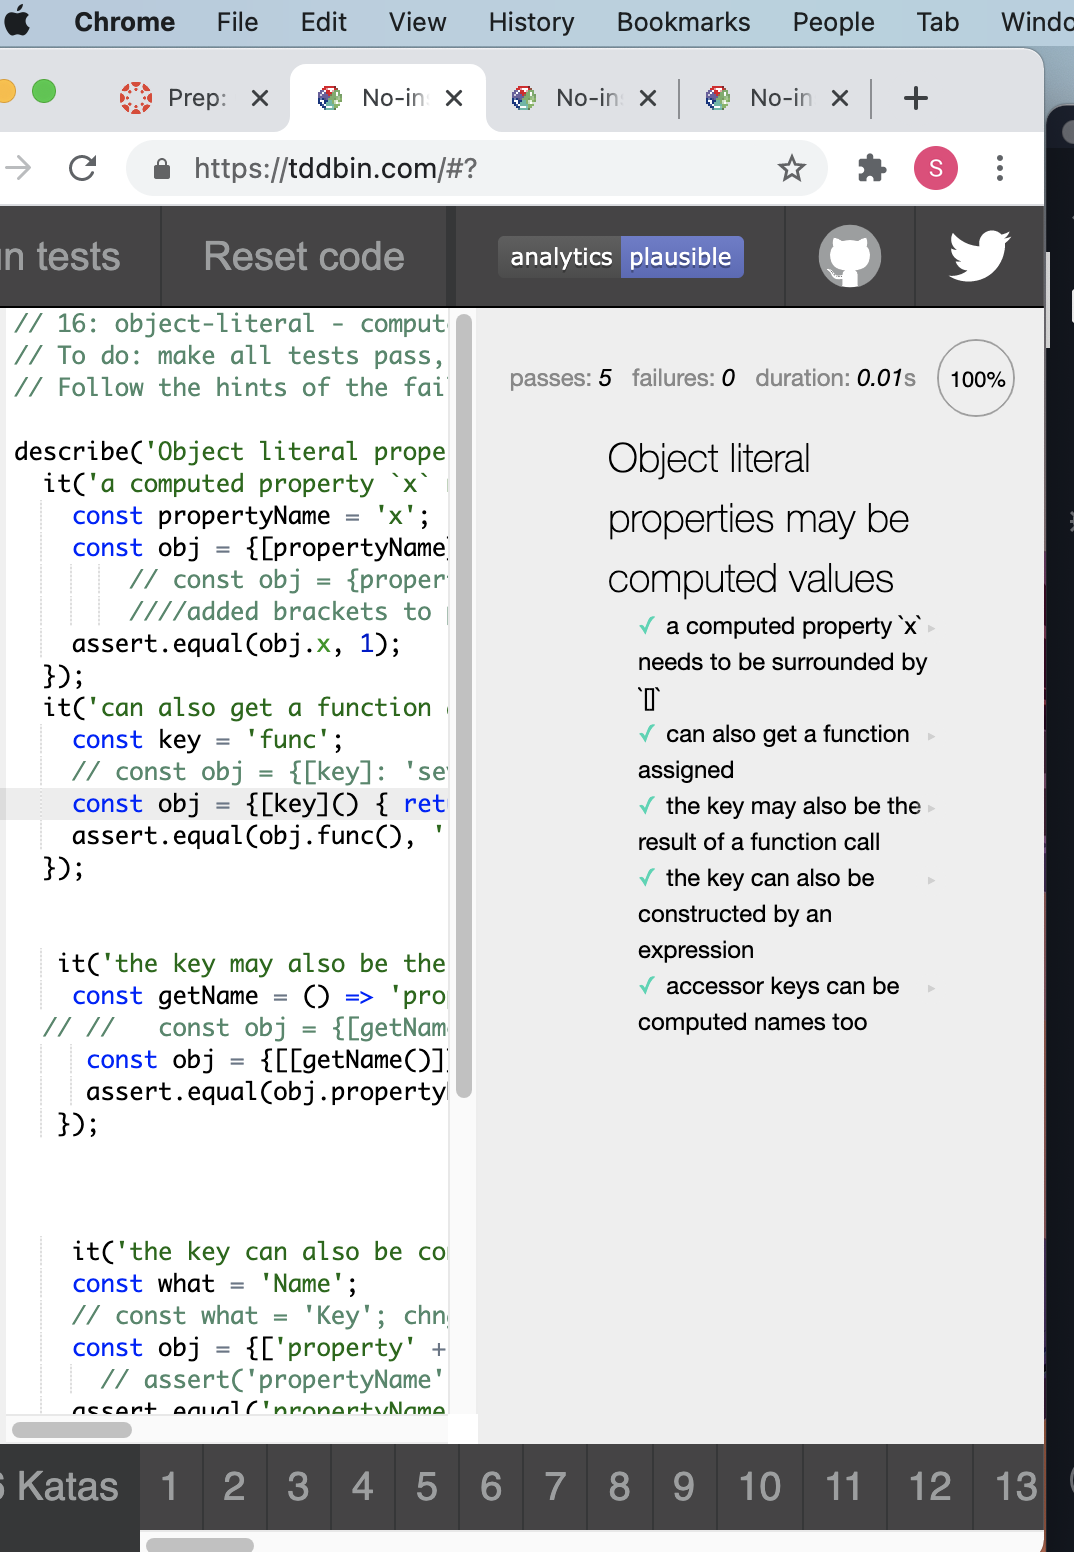 Chrome File Edit View History Bookmarks People Tab Windo
Prep: No-in No-in No-in
https://tddbin.com/#?
S
n tests Reset code analytics plausible
// 16: object-literal - comput
// To do: make all tests pass,
// Follow the hints of the fai
describe('Object literal prope
it('a computed property `x`
const propertyName = 'x';
const obj = {[propertyName]
// const obj = {proper
////added brackets to
assert.equal(obj.x, 1);
});
it('can also get a function
const key = 'func';
// const obj = {[key]: 'se
const obj = {[key]() { ret
assert.equal(obj.func(), '
});
it('the key may also be the
const getName = () => 'pro
// // const obj = {[getNam
const obj = {[[getName()]]
assert.equal(obj.property
});
it('the key can also be co
const what = 'Name';
// const what = 'Key'; chn
const obj = {['property' +
// assert('propertyName'
assert.equal('propertyName
passes: 5 failures: 0 duration: 0.01s 100%
Object literal
properties may be
computed values
✓ a computed property `x`
needs to be surrounded by
`[]`
✓ can also get a function
assigned
✓ the key may also be the
result of a function call
✓ the key can also be
constructed by an
expression
✓ accessor keys can be
computed names too
Katas 1 2 3 4 5 6 7 8 9 10 11 12 13